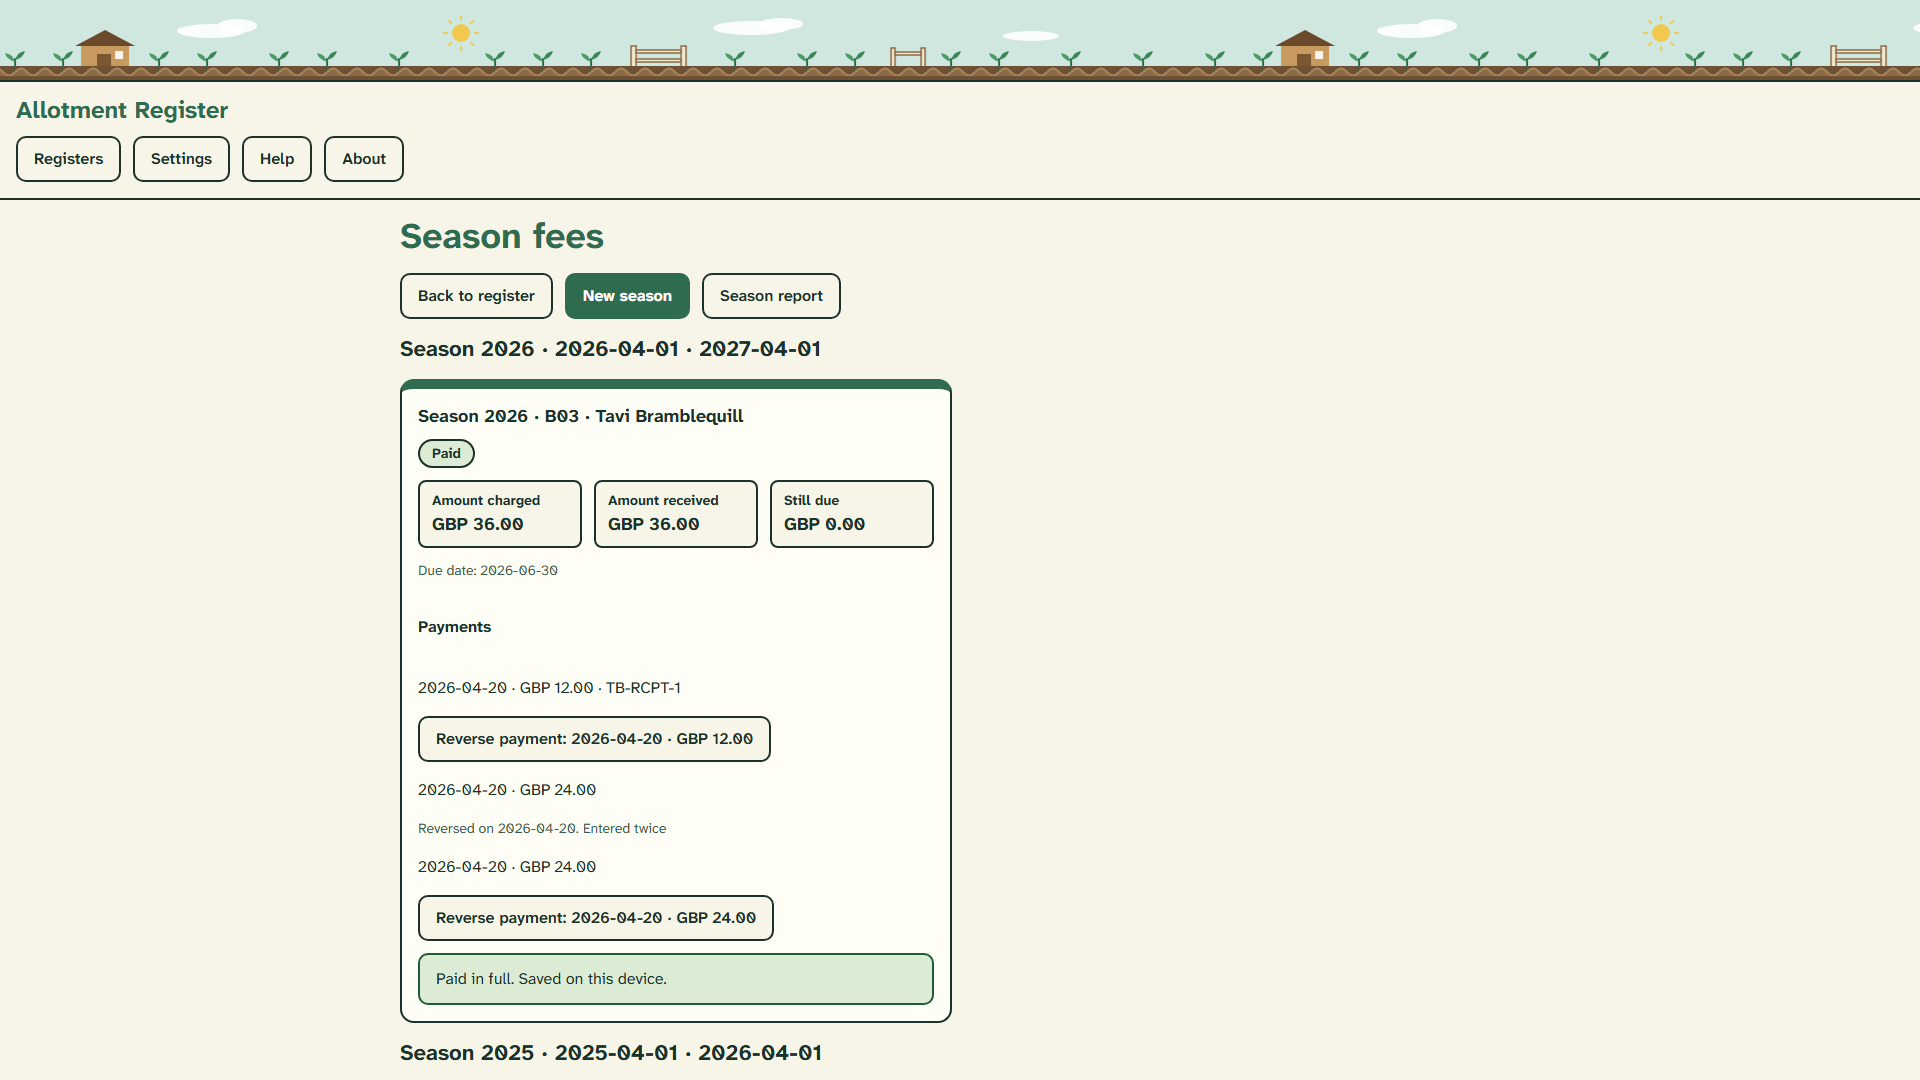 Allotment Register
Registers
Settings
Help
About
Season fees
Back to register
New season
Season report
Season 2026 · 2026-04-01 · 2027-04-01
Season 2026 · B03 · Tavi Bramblequill
Paid
Amount charged
GBP 36.00
Amount received
GBP 36.00
Still due
GBP 0.00
Due date: 2026-06-30
Payments
2026-04-20 · GBP 12.00 · TB-RCPT-1
Reverse payment: 2026-04-20 · GBP 12.00
2026-04-20 · GBP 24.00
Reversed on 2026-04-20. Entered twice
2026-04-20 · GBP 24.00
Reverse payment: 2026-04-20 · GBP 24.00
Paid in full. Saved on this device.
Season 2025 · 2025-04-01 · 2026-04-01